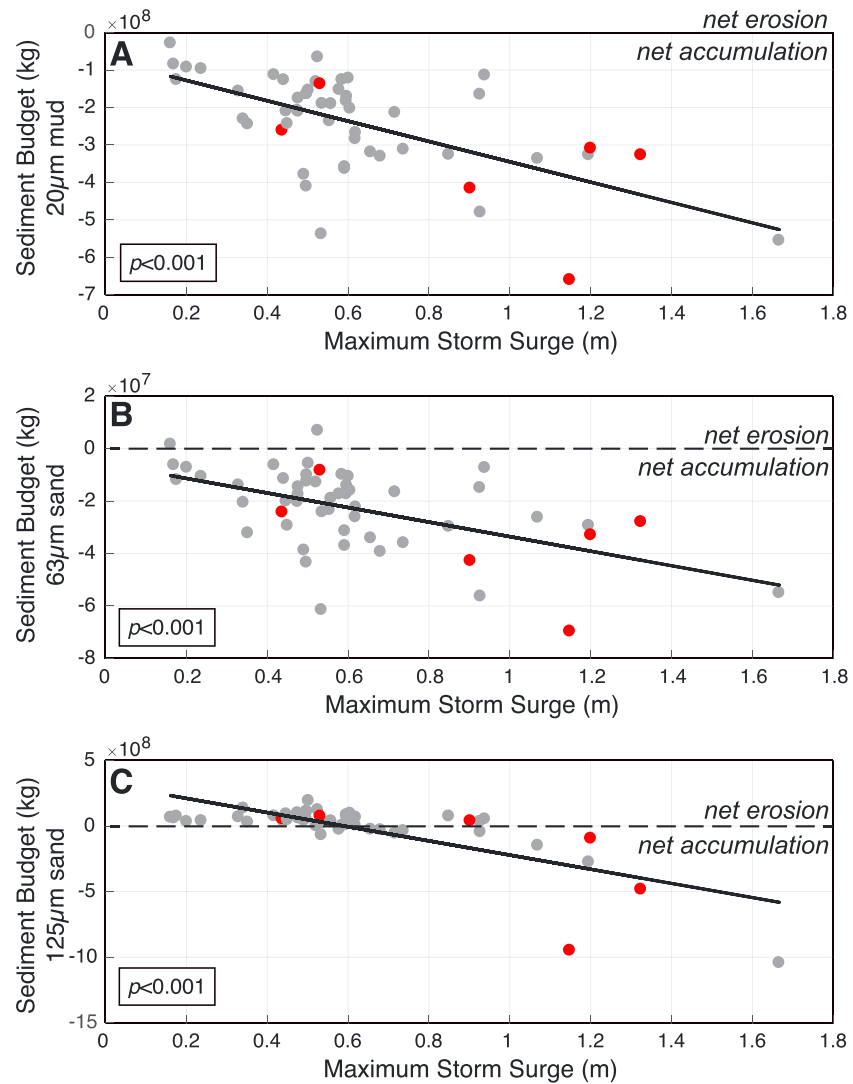 ×10⁸
net erosion
A
net accumulation
0
-1
-2
-3
-4
-5
-6
-7
Sediment Budget (kg)
20µm mud
p<0.001
0 0.2 0.4 0.6 0.8 1 1.2 1.4 1.6 1.8
Maximum Storm Surge (m)
×10⁷
B
2
0
-2
-4
-6
-8
net erosion
net accumulation
Sediment Budget (kg)
63µm sand
p<0.001
0 0.2 0.4 0.6 0.8 1 1.2 1.4 1.6 1.8
Maximum Storm Surge (m)
×10⁸
C
5
0
-5
-10
-15
net erosion
net accumulation
Sediment Budget (kg)
125µm sand
p<0.001
0 0.2 0.4 0.6 0.8 1 1.2 1.4 1.6 1.8
Maximum Storm Surge (m)